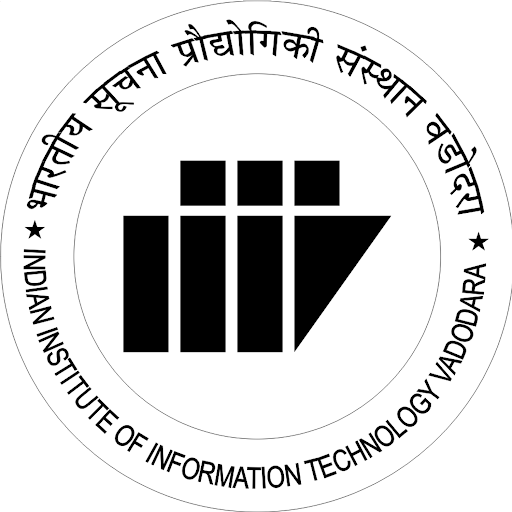 भारतीय सूचना प्रौद्योगिकी संस्थान वडोदरा
★ INDIAN INSTITUTE OF INFORMATION TECHNOLOGY VADODARA ★